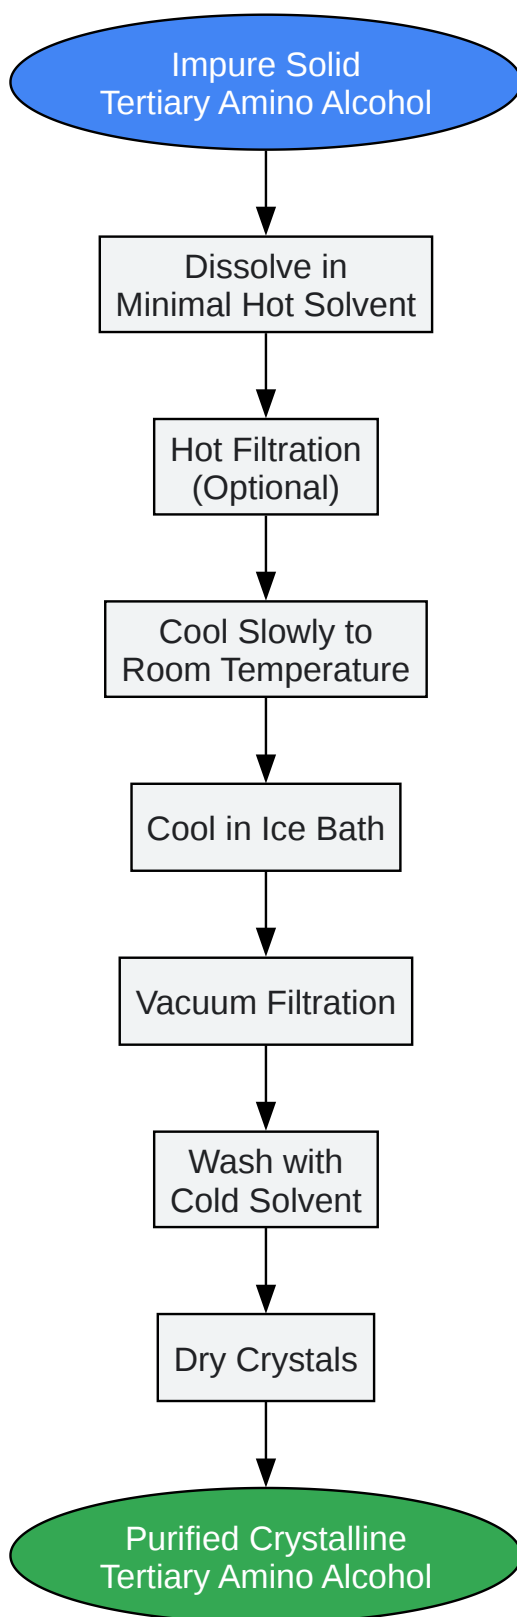 Impure Solid
Tertiary Amino Alcohol
Dissolve in
Minimal Hot Solvent
Hot Filtration
(Optional)
Cool Slowly to
Room Temperature
Cool in Ice Bath
Vacuum Filtration
Wash with
Cold Solvent
Dry Crystals
Purified Crystalline
Tertiary Amino Alcohol